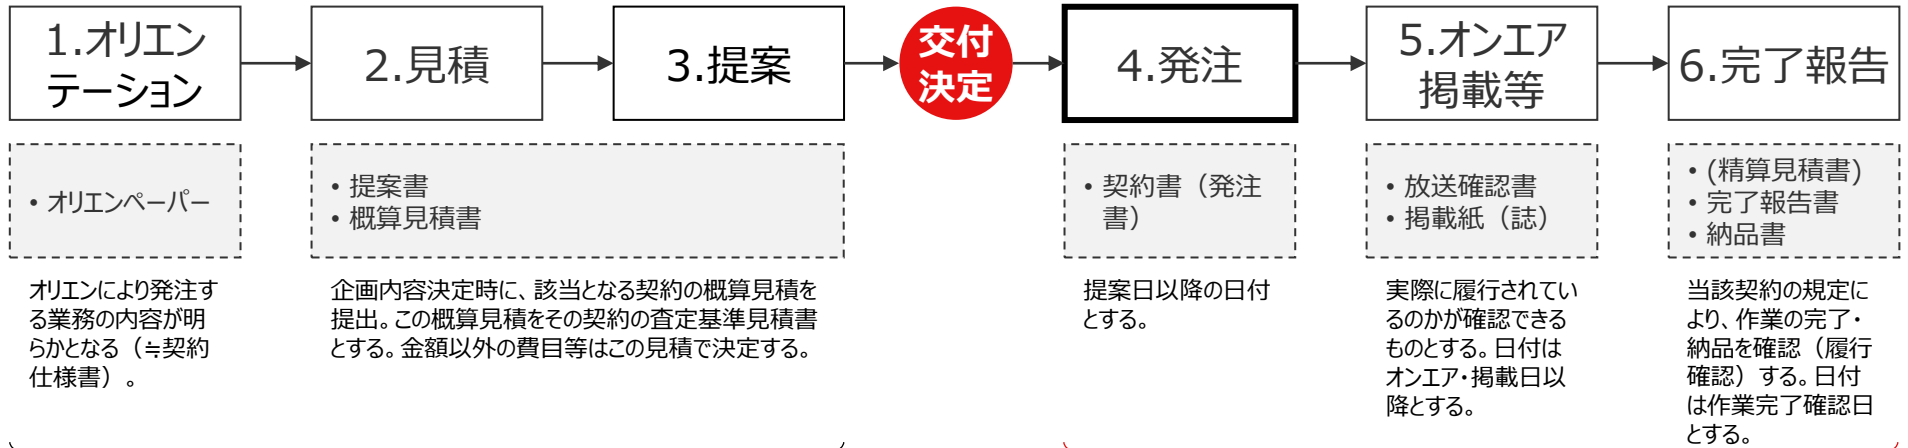 1.オリエン
テーション
2.見積
3.提案
交付
決定
4.発注
5.オンエア
掲載等
6.完了報告
• オリエンペーパー
• 提案書
• 概算見積書
• 契約書（発注
書）
• 放送確認書
• 掲載紙（誌）
• (精算見積書)
• 完了報告書
• 納品書
オリエンにより発注す
る業務の内容が明
らかとなる（≒契約
仕様書）。
企画内容決定時に、該当となる契約の概算見積を
提出。この概算見積をその契約の査定基準見積書
とする。金額以外の費目等はこの見積で決定する。
提案日以降の日付
とする。
実際に履行されてい
るのかが確認できる
ものとする。日付は
オンエア・掲載日以
降とする。
当該契約の規定に
より、作業の完了・
納品を確認（履行
確認）する。日付
は作業完了確認日
とする。